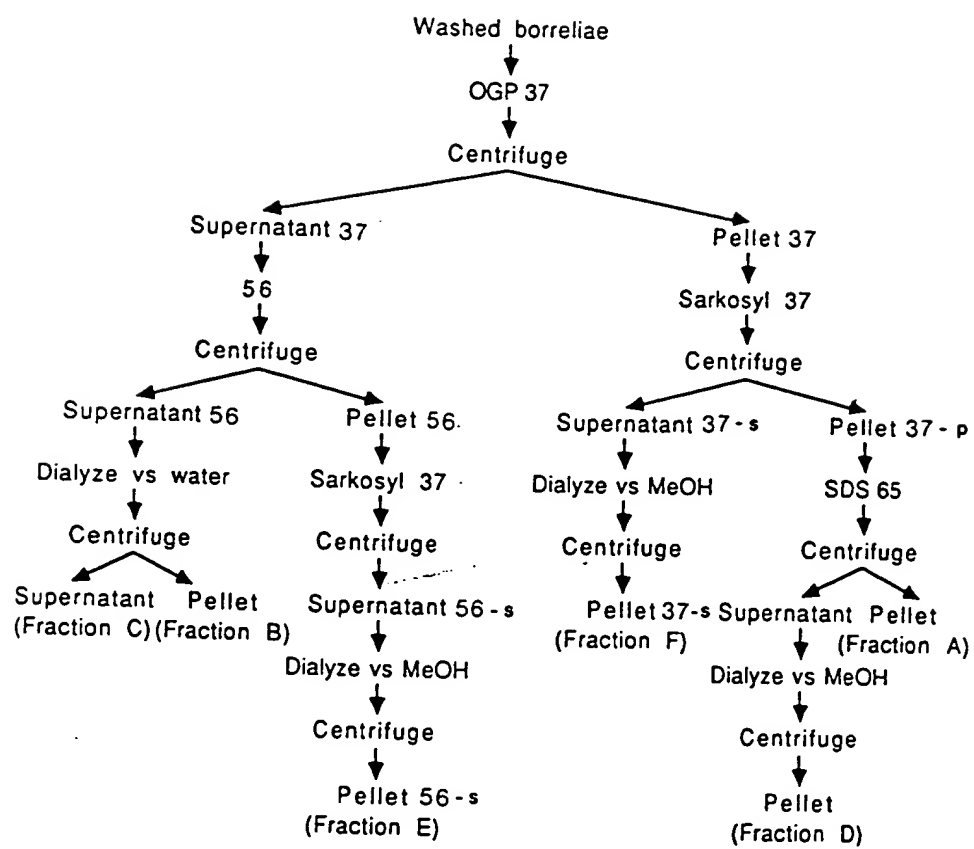 Washed borreliae
OGP 37
Centrifuge
Supernatant 37
Pellet 37
56
Sarkosyl 37
Centrifuge
Centrifuge
Supernatant 56
Pellet 56
Supernatant 37-s
Pellet 37-p
Dialyze vs water
Sarkosyl 37
Dialyze vs MeOH
SDS 65
Centrifuge
Centrifuge
Centrifuge
Centrifuge
Supernatant
(Fraction C)
Pellet
(Fraction B)
Supernatant 56-s
Pellet 37-s
(Fraction F)
Supernatant
Pellet
(Fraction A)
Dialyze vs MeOH
Dialyze vs MeOH
Centrifuge
Centrifuge
Pellet 56-s
(Fraction E)
Pellet
(Fraction D)